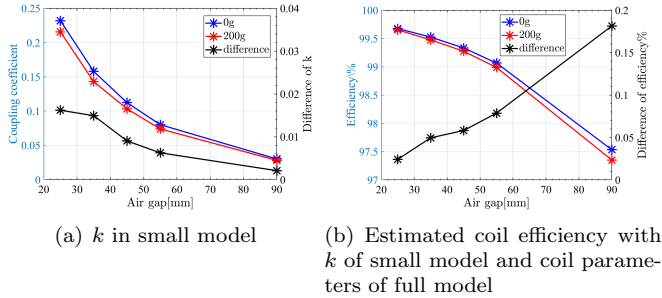 0.25
0.2
0.15
0.1
0.05
0
Coupling coefficient
0g
200g
difference
0.04
0.03
0.02
0.01
0
Difference of k
20 30 40 50 60 70 80 90
Air gap[mm]
(a) k in small model
100
99.5
99
98.5
98
97.5
97
Efficiency\%
0g
200g
difference
0.2
0.15
0.1
0.05
0
Difference of efficiency%
20 30 40 50 60 70 80 90
Air gap[mm]
(b) Estimated coil efficiency with
k of small model and coil parame-
ters of full model